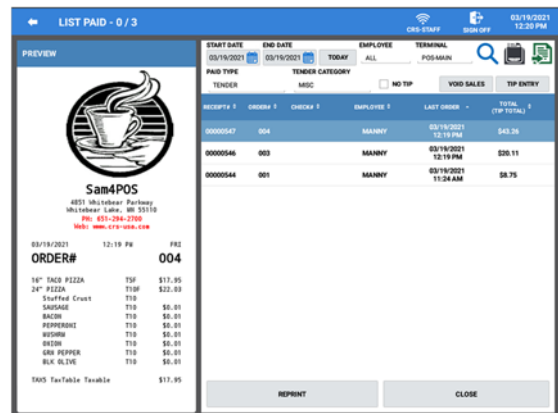 LIST PAID - 0 / 3
CRS-STAFF
SIGN OFF
03/19/2021
12:20 PM
PREVIEW
Sam4POS
4851 Whitebear Parkway
Whitebear Lake, MN 55110
PH: 651-294-2700
Web: www.crs-usa.com
03/19/2021 12:19 PM FRI
ORDER# 004
16" TACO PIZZA T5F $17.95
24" PIZZA T1OF $22.03
Stuffed Crust T10
SAUSAGE T10 $0.01
BACON T10 $0.01
PEPPERONI T10 $0.01
MUSHRM T10 $0.01
ONION T10 $0.01
GRN PEPPER T10 $0.01
BLK OLIVE T10 $0.01
TAX5 TaxTable Taxable $17.95
START DATE END DATE EMPLOYEE TERMINAL
03/19/2021 03/19/2021 TODAY ALL POS-MAIN
PAID TYPE TENDER CATEGORY
TENDER MISC NO TIP VOID SALES TIP ENTRY
RECEIPT# ORDER# CHECK# EMPLOYEE LAST ORDER TOTAL
(TIP TOTAL)
00000547 004 MANNY 03/19/2021 12:19 PM $43.26
00000546 003 MANNY 03/19/2021 12:19 PM $20.11
00000544 001 MANNY 03/19/2021 11:24 AM $8.75
REPRINT CLOSE